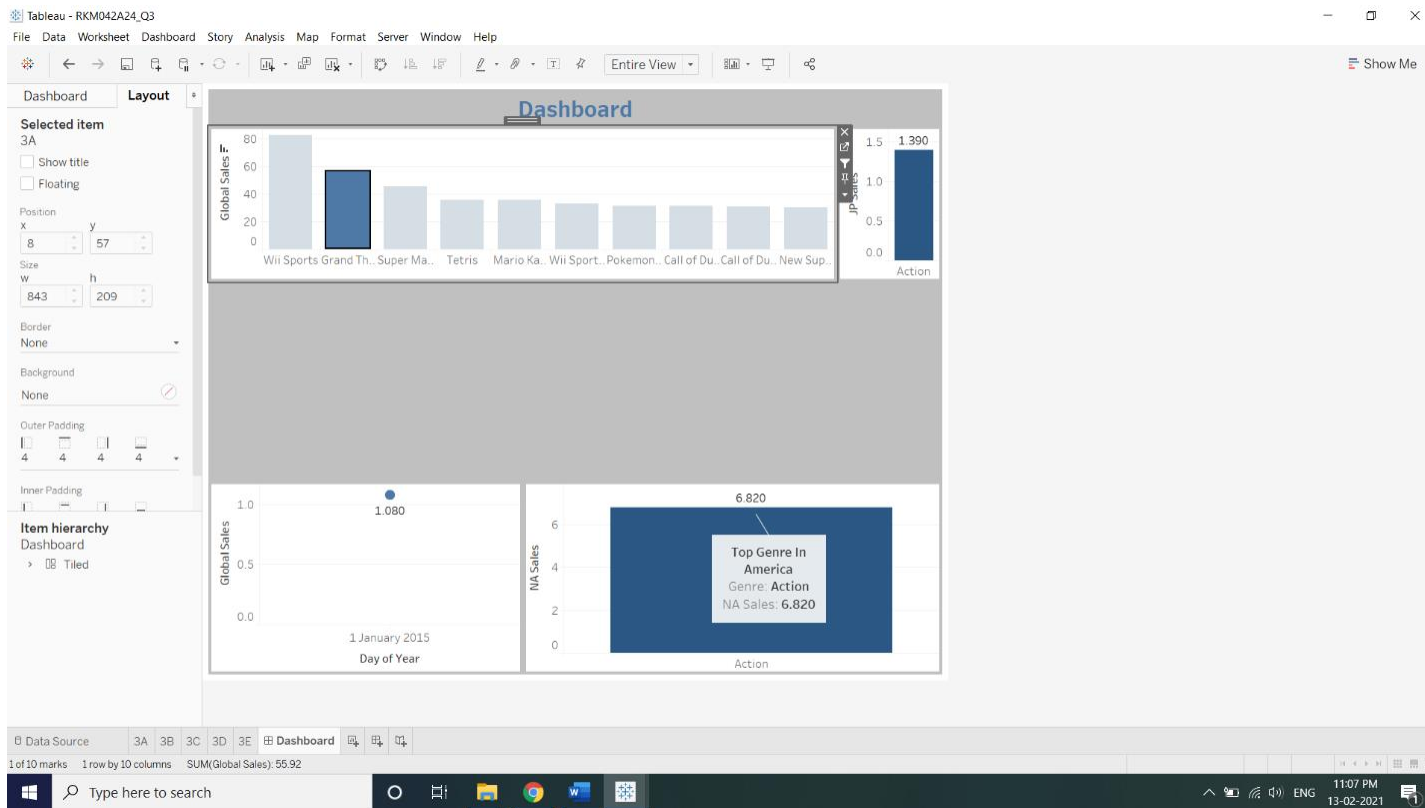 Tableau - RKM042A24_Q3
File Data Worksheet Dashboard Story Analysis Map Format Server Window Help
Entire View
Show Me
Dashboard Layout
Selected item
3A
Show title
Floating
Position
x y
8 57
Size
w h
843 209
Border
None
Background
None
Outer Padding
4 4 4 4
Inner Padding
Item hierarchy
Dashboard
Tiled
Dashboard
Global Sales
80
60
40
20
0
Wii Sports Grand Th.. Super Ma.. Tetris Mario Ka.. Wii Sport.. Pokemon.. Call of Du.. Call of Du.. New Sup..
JP Sales
1.5
1.0
0.5
0.0
1.390
Action
Global Sales
1.0
0.5
0.0
1.080
1 January 2015
Day of Year
NA Sales
6
4
2
0
6.820
Top Genre In
America
Genre: Action
NA Sales: 6.820
Action
Data Source 3A 3B 3C 3D 3E Dashboard
1 of 10 marks 1 row by 10 columns SUM(Global Sales): 55.92
Type here to search
W
ENG
11:07 PM
13-02-2021
1